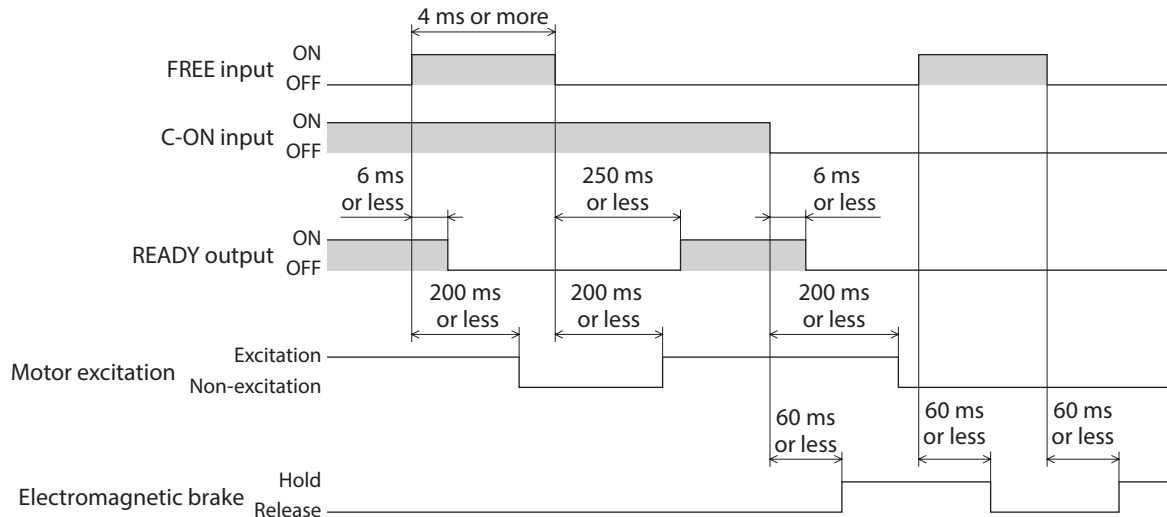 4 ms or more
FREE input
ON
OFF
C-ON input
ON
OFF
6 ms
or less
250 ms
or less
6 ms
or less
READY output
ON
OFF
200 ms
or less
200 ms
or less
200 ms
or less
Motor excitation
Excitation
Non-excitation
60 ms
or less
60 ms
or less
60 ms
or less
Electromagnetic brake
Hold
Release